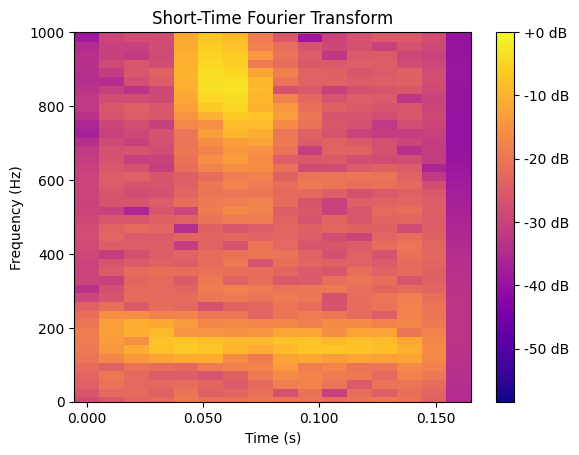 Short-Time Fourier Transform
1000
800
600
400
200
0
Frequency (Hz)
0.000
0.050
0.100
0.150
Time (s)
+0 dB
-10 dB
-20 dB
-30 dB
-40 dB
-50 dB